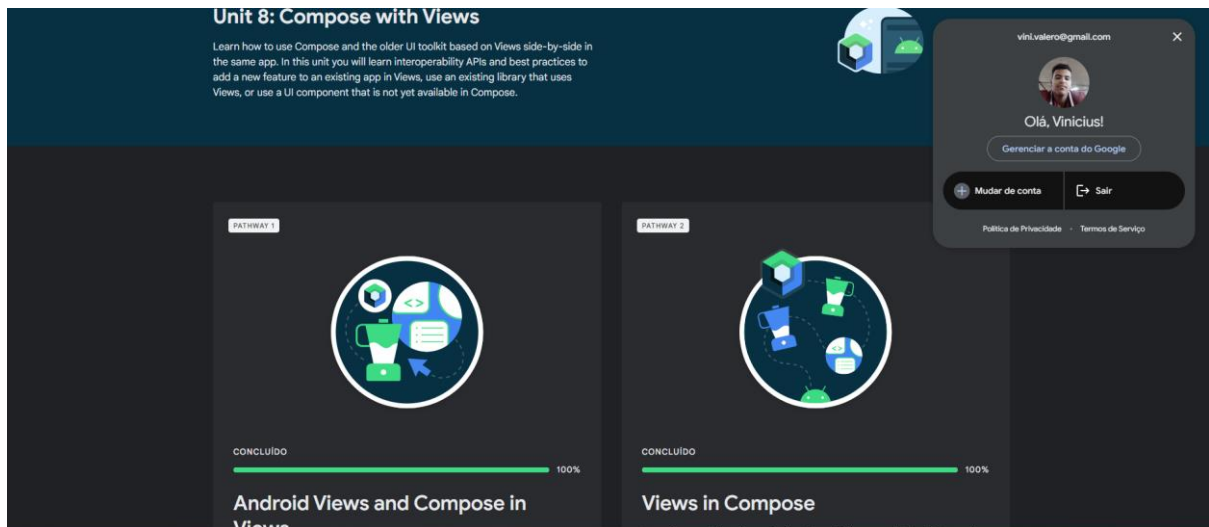 Unit 8: Compose with Views
Learn how to use Compose and the older UI toolkit based on Views side-by-side in
the same app. In this unit you will learn interoperability APIs and best practices to
add a new feature to an existing app in Views, use an existing library that uses
Views, or use a UI component that is not yet available in Compose.
vini.valero@gmail.com
Olá, Vinicius!
Gerenciar a conta do Google
Mudar de conta
Sair
Política de Privacidade
Termos de Serviço
PATHWAY 1
CONCLUÍDO
100%
Android Views and Compose in
Views
PATHWAY 2
CONCLUÍDO
100%
Views in Compose